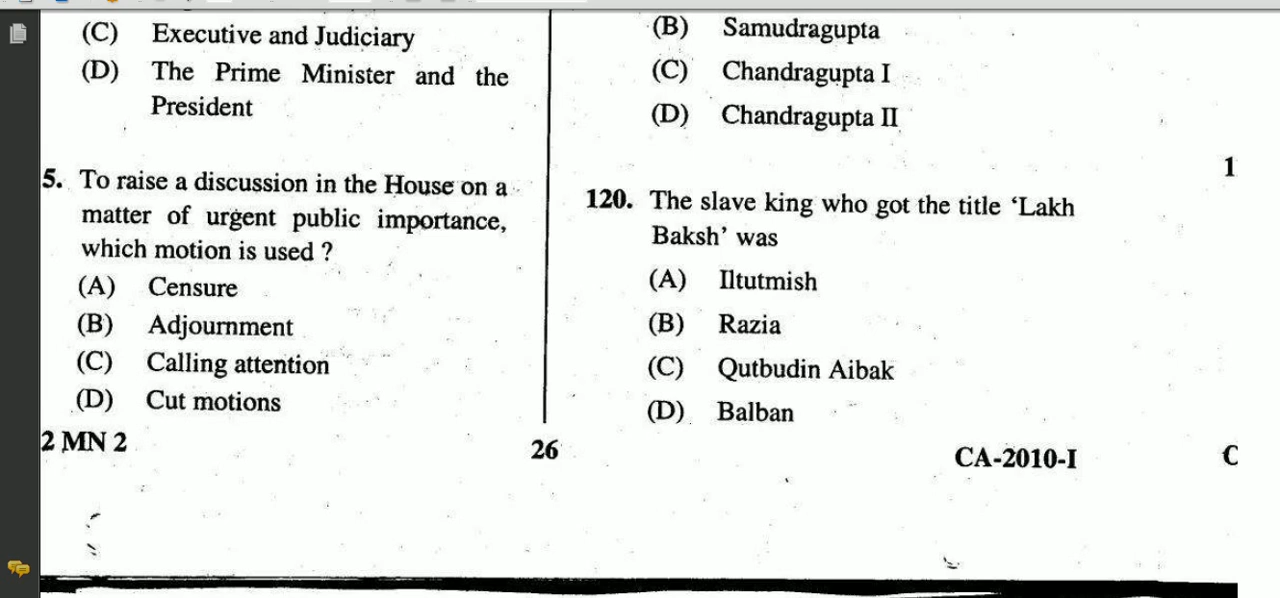 (C) Executive and Judiciary
(D) The Prime Minister and the
President
5. To raise a discussion in the House on a
matter of urgent public importance,
which motion is used ?
(A) Censure
(B) Adjournment
(C) Calling attention
(D) Cut motions
2 MN 2
(B) Samudragupta
(C) Chandragupta I
(D) Chandragupta II
120. The slave king who got the title ‘Lakh
Baksh’ was
(A) Iltutmish
(B) Razia
(C) Qutbudin Aibak
(D) Balban
26
CA-2010-I
1
C